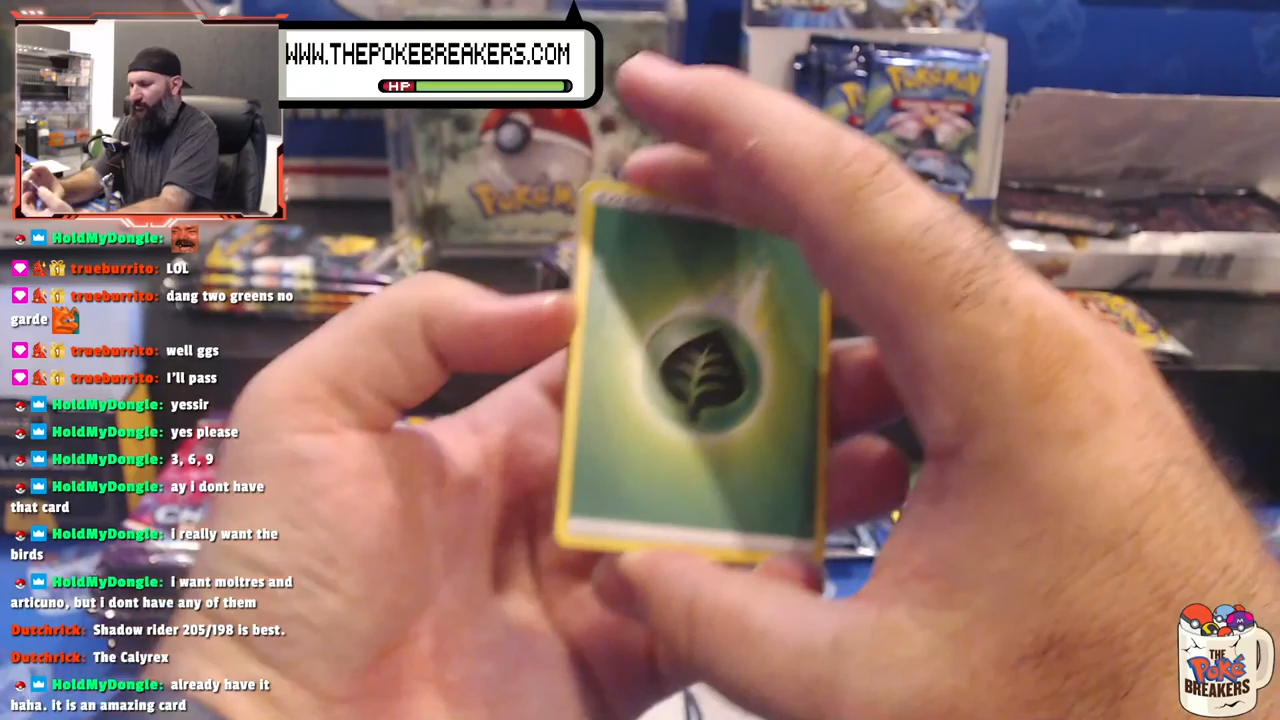 WWW.THEPOKEBREAKERS.COM
HP
POKéMON
HoldMyDongle:
trueburrito: LOL
trueburrito: dang two greens no
garde
trueburrito: well ggs
trueburrito: I'll pass
HoldMyDongle: yessir
HoldMyDongle: yes please
HoldMyDongle: 3, 6, 9
HoldMyDongle: ay i dont have
that card
HoldMyDongle: i really want the
birds
HoldMyDongle: i want moltres and
articuno, but i dont have any of them
Dutchrick: Shadow rider 205/198 is best.
Dutchrick: The Calyrex
HoldMyDongle: already have it
haha. it is an amazing card
THE
Poké
BREAKERS